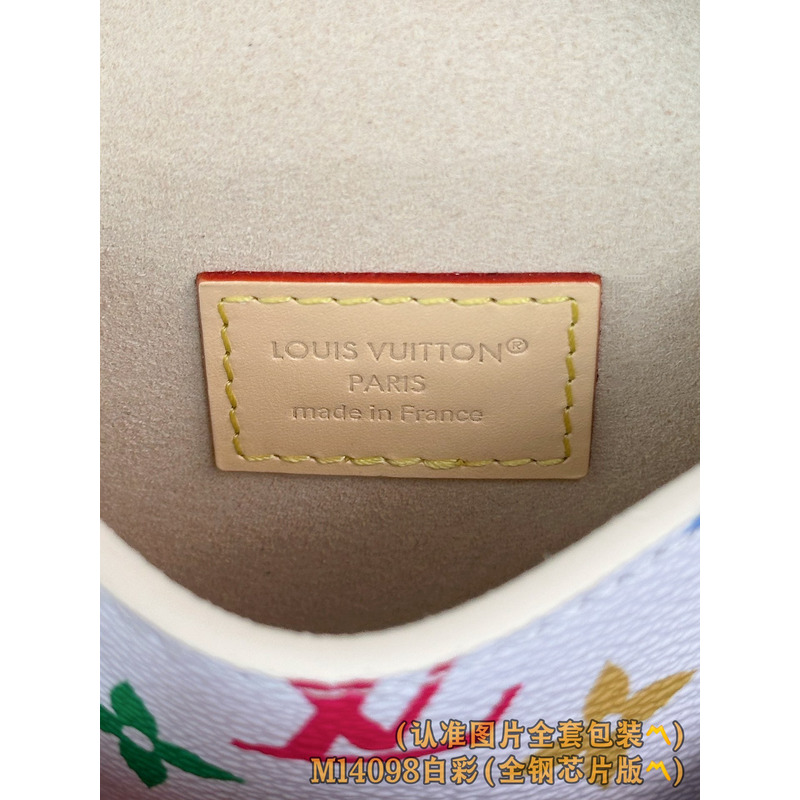 LOUIS VUITTON®
PARIS
made in France
(认准图片全套包装〽)
M14098白彩(全钢芯片版〽)